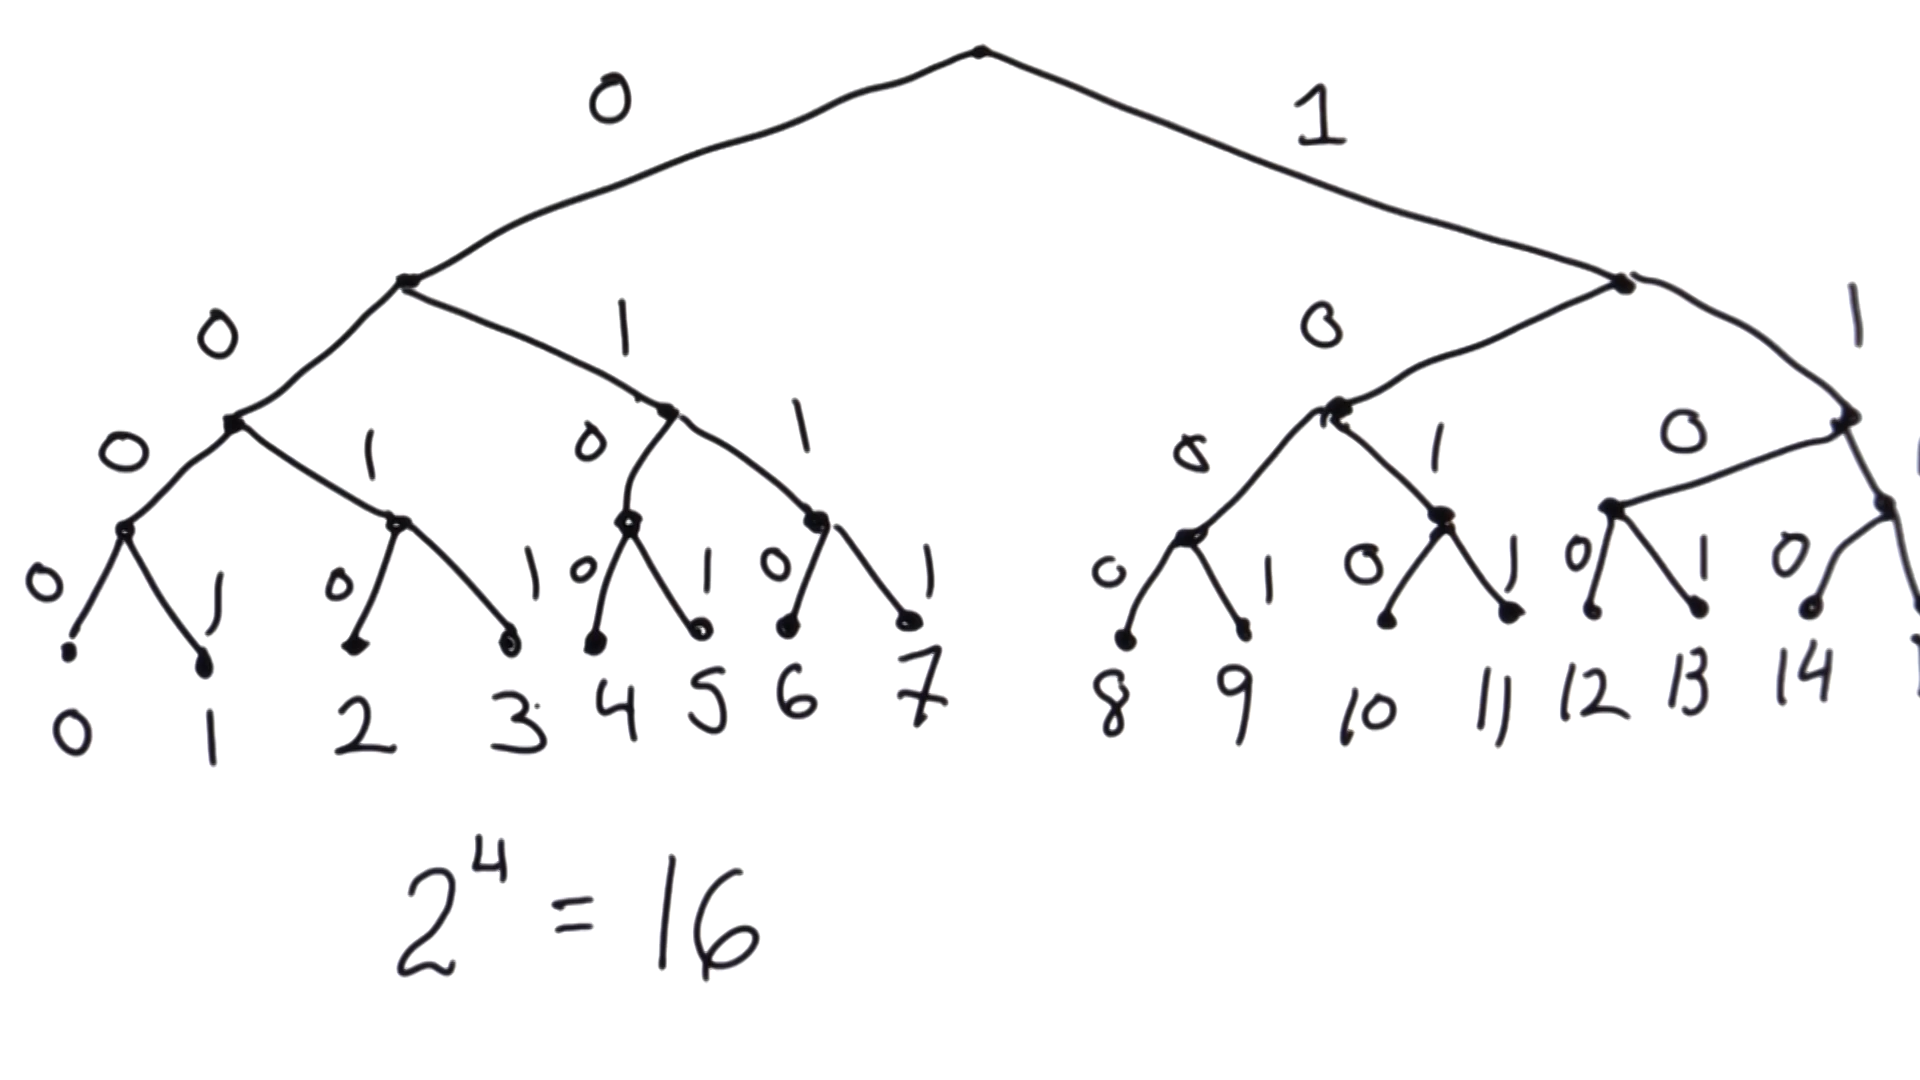 0 1
0 1 0 1
0 1 0 1 0 1 0
0 1 0 1 0 1 0 1 0 1 0 1 0 1 0
0 1 2 3 4 5 6 7 8 9 10 11 12 13 14
2⁴ = 16